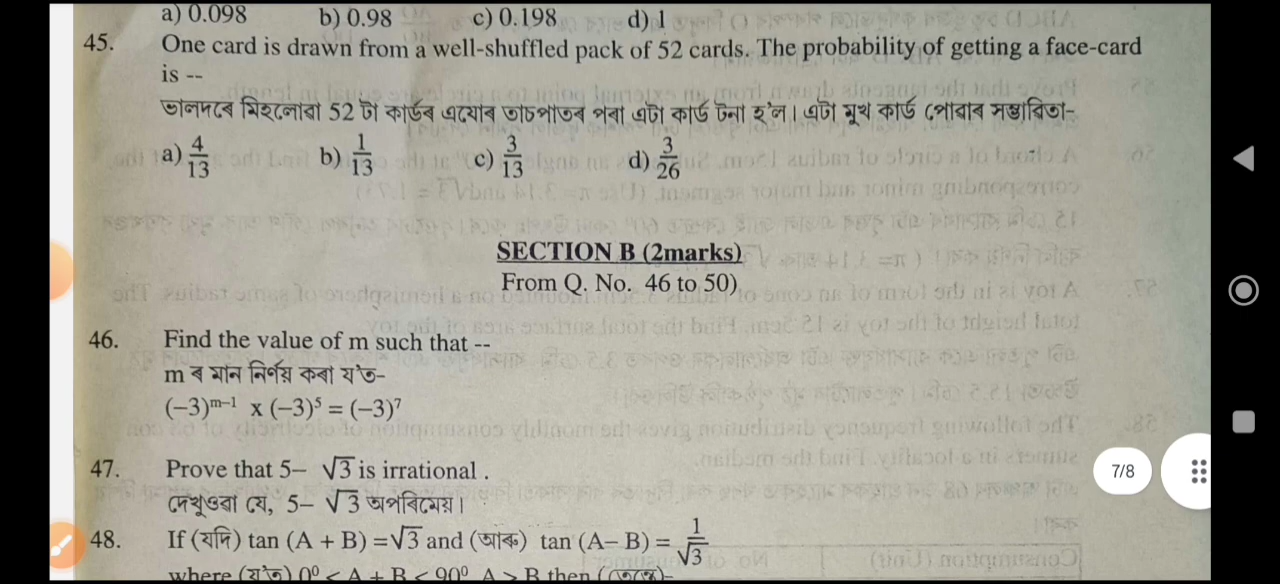 a) 0.098 b) 0.98 c) 0.198 d) 1
45. One card is drawn from a well-shuffled pack of 52 cards. The probability of getting a face-card
is --
ভালদৰে মিহলোৱা 52 টা কাৰ্ডৰ এযোৰ তাচপাতৰ পৰা এটা কাৰ্ড টনা হ'ল। এটা মুখ কাৰ্ড পোৱাৰ সম্ভাৱিতা-
a) 4/13 b) 1/13 c) 3/13 d) 3/26
SECTION B (2marks)
From Q. No. 46 to 50)
46. Find the value of m such that --
m ৰ মান নিৰ্ণয় কৰা য'ত-
(−3)ᵐ⁻¹ x (−3)⁵ = (−3)⁷
47. Prove that 5− √3 is irrational .
দেখুওৱা যে, 5− √3 অপৰিমেয়।
48. If (যদি) tan (A + B) =√3 and (আৰু) tan (A− B) = 1/√3
where (য'ত) 0⁰ < A + B < 90⁰ A > B then (তেন্তে)-
7/8